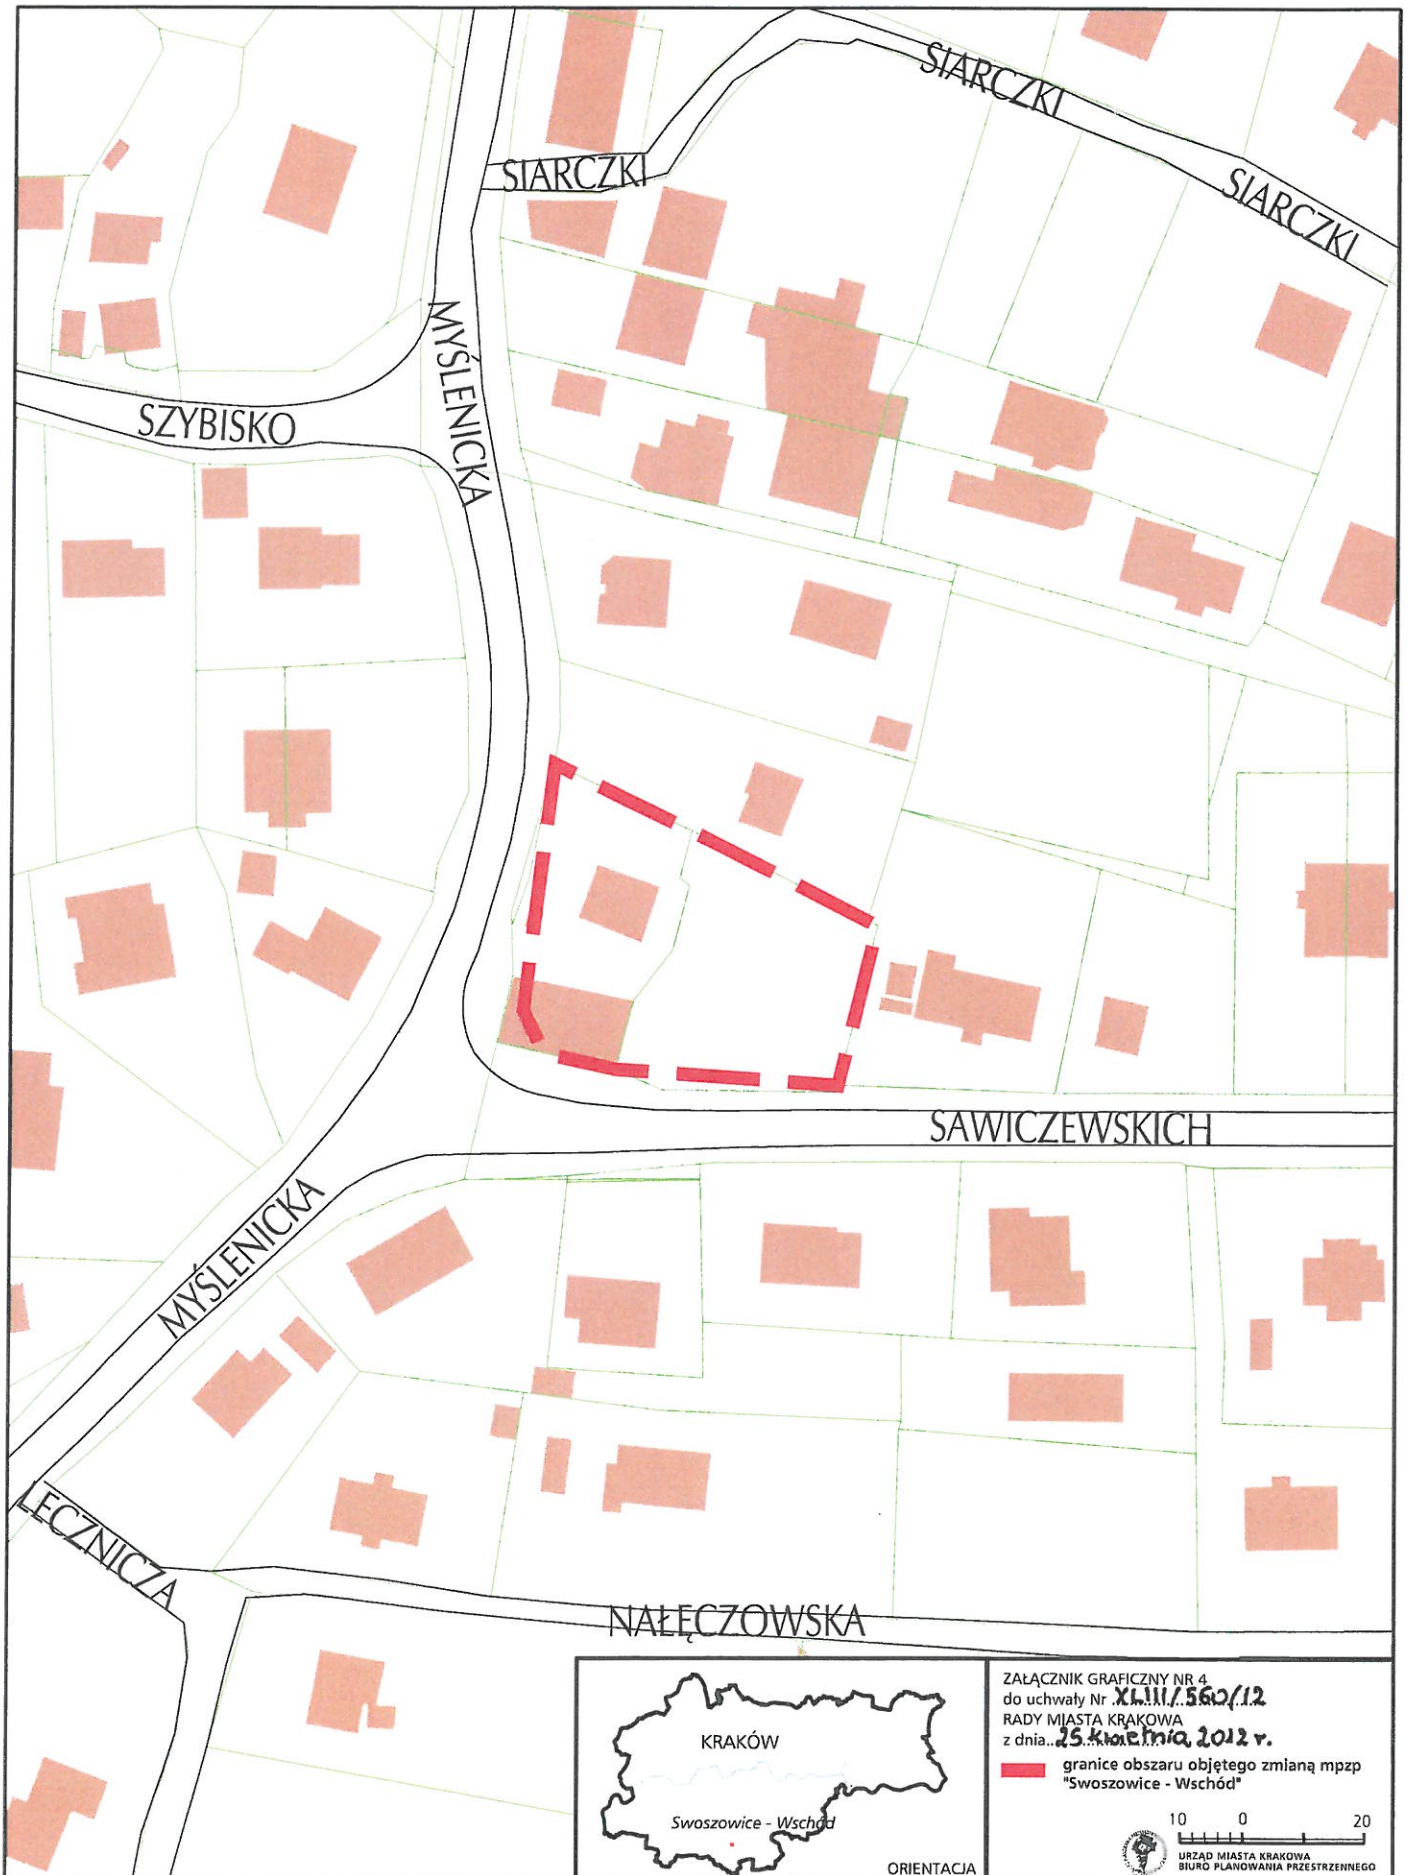 SIARCZKI
SIARCZKI
SIARCZKI
MYŚLENICKA
SZYBISKO
SAWICZEWSKICH
MYŚLENICKA
LECZNICZA
NAŁĘCZOWSKA
KRAKÓW
Swoszowice - Wschód
ORIENTACJA
ZAŁĄCZNIK GRAFICZNY NR 4
do uchwały Nr XLIII/560/12
RADY MIASTA KRAKOWA
z dnia 25 kwietnia 2012 r.
granice obszaru objętego zmianą mpzp
"Swoszowice - Wschód"
10 0 20
URZĄD MIASTA KRAKOWA
BIURO PLANOWANIA PRZESTRZENNEGO